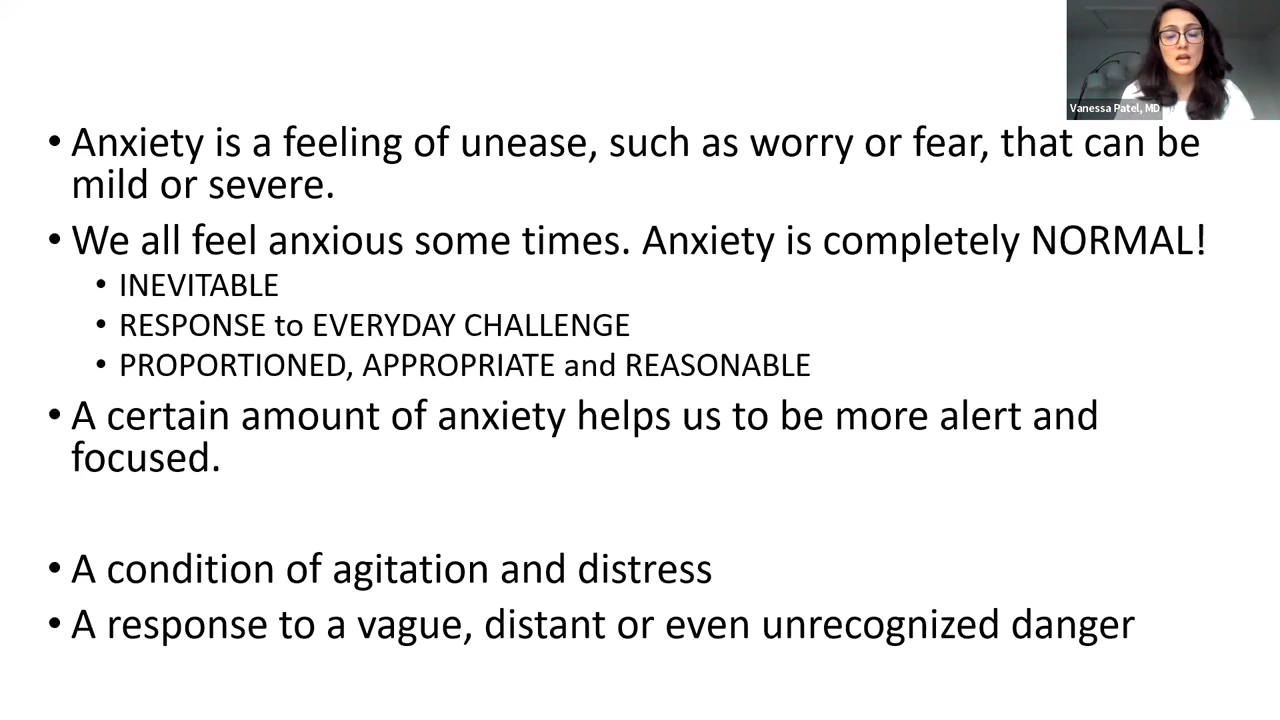 Vanessa Patel, MD
• Anxiety is a feeling of unease, such as worry or fear, that can be
mild or severe.
• We all feel anxious some times. Anxiety is completely NORMAL!
• INEVITABLE
• RESPONSE to EVERYDAY CHALLENGE
• PROPORTIONED, APPROPRIATE and REASONABLE
• A certain amount of anxiety helps us to be more alert and
focused.
• A condition of agitation and distress
• A response to a vague, distant or even unrecognized danger